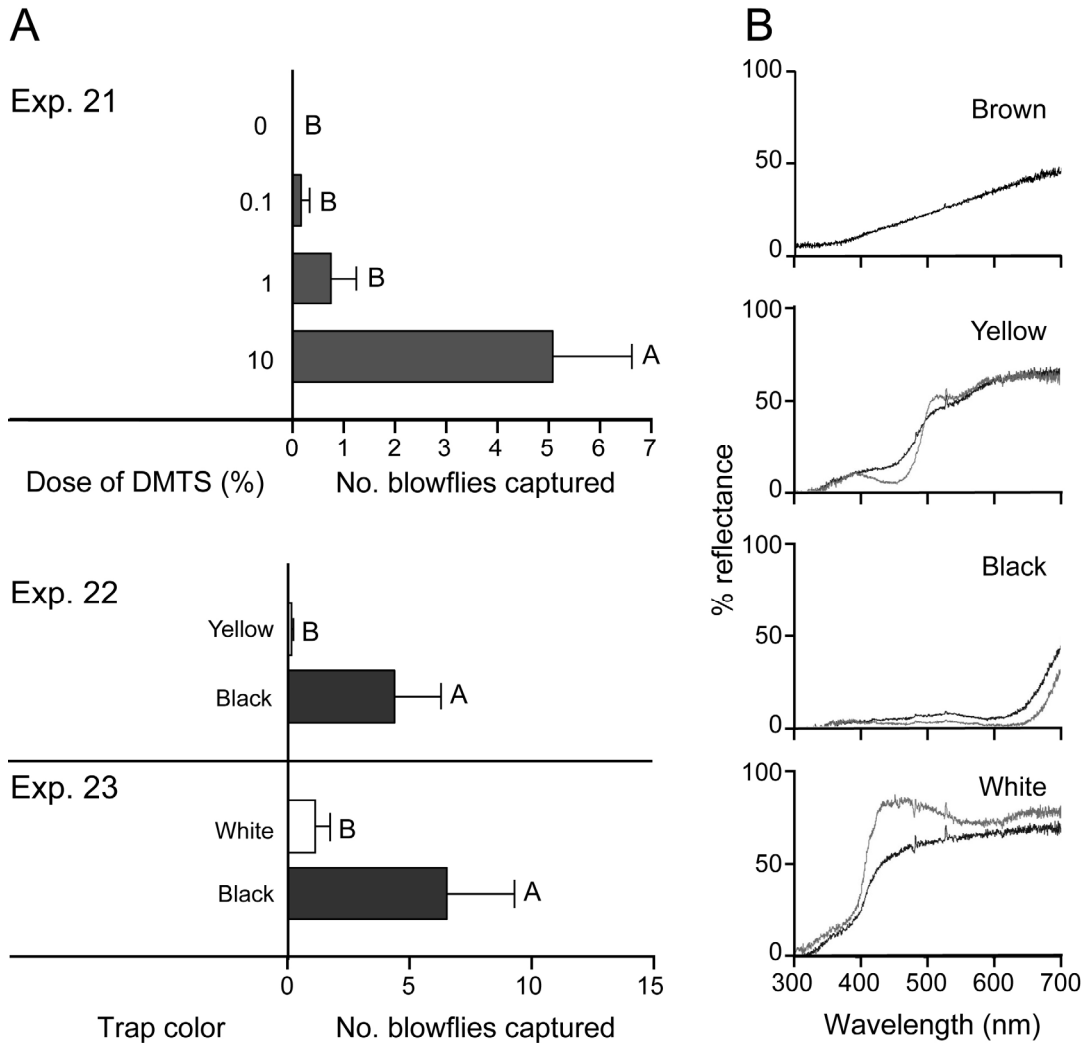 A
Exp. 21
0 B
0.1 B
1 B
10 A
0 1 2 3 4 5 6 7
Dose of DMTS (%) No. blowflies captured
Exp. 22
Yellow B
Black A
Exp. 23
White B
Black A
0 5 10 15
Trap color No. blowflies captured
B
% reflectance
100
Brown
50
0
100
Yellow
50
0
100
Black
50
0
100
White
50
0
300 400 500 600 700
Wavelength (nm)